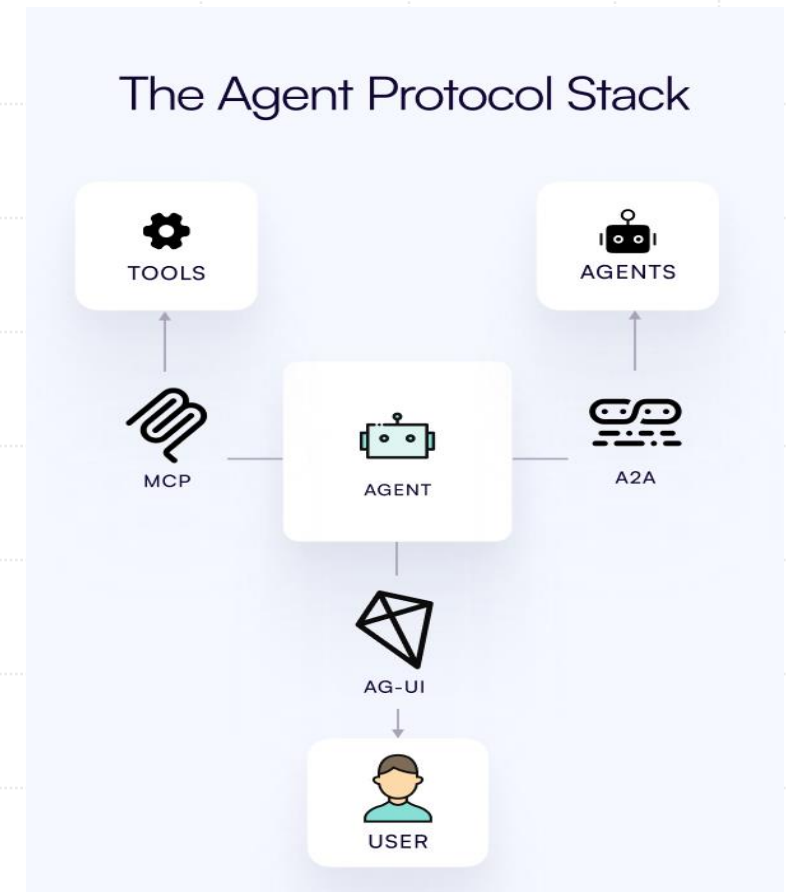 The Agent Protocol Stack
TOOLS
AGENTS
MCP
AGENT
A2A
AG-UI
USER